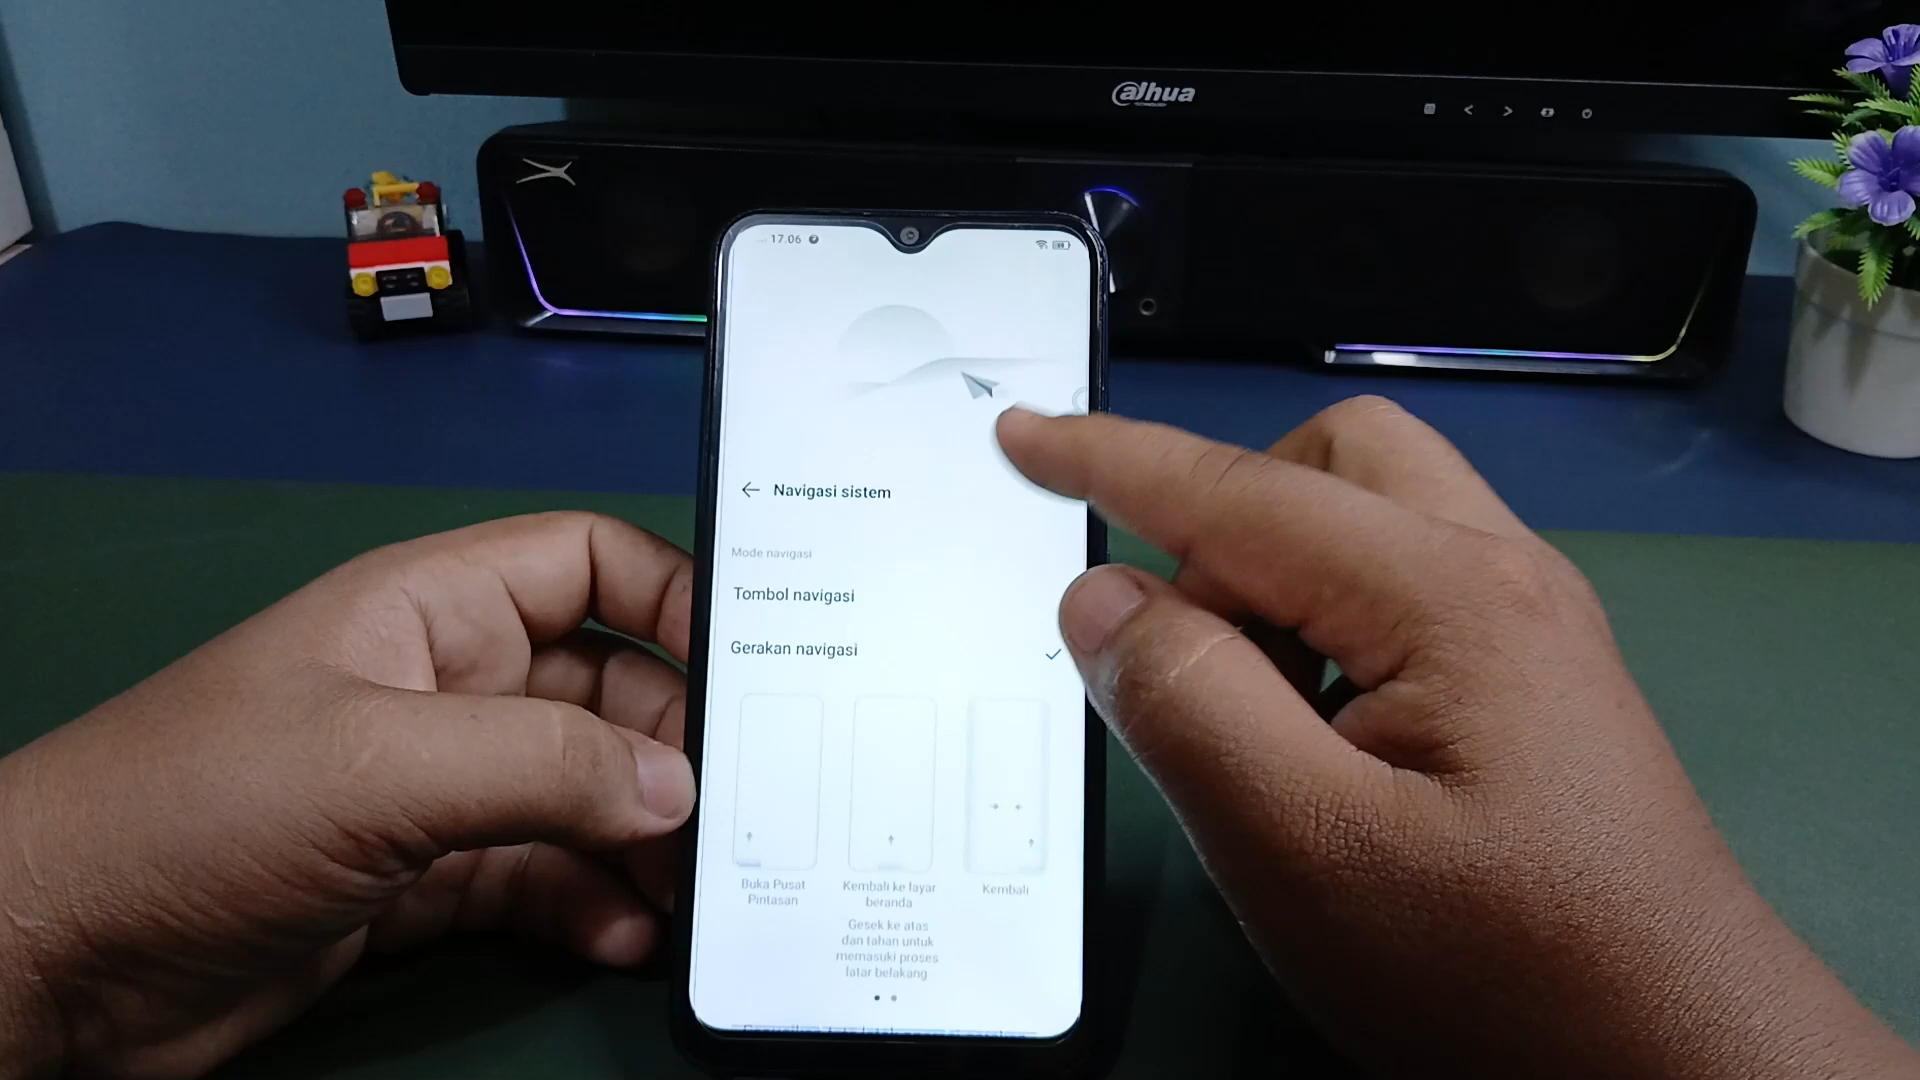 alhua
TECHNOLOGY
17.06
Navigasi sistem
Mode navigasi
Tombol navigasi
Gerakan navigasi
Buka Pusat
Pintasan
Kembali ke layar
beranda
Kembali
Gesek ke atas
dan tahan untuk
memasuki proses
latar belakang